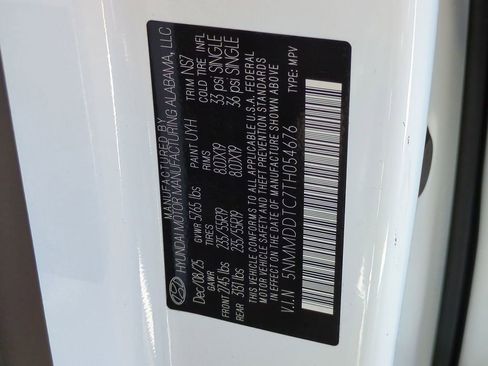 MANUFACTURED BY
HYUNDAI MOTOR MANUFACTURING ALABAMA, LLC
Dec/08/25 GVWR 5765 lbs PAINT UYH TRIM NS7
GAWR TIRES RIMS COLD TIRE INFL
FRONT 2745 lbs 235/55R19 8.0JX19 33 psi SINGLE
REAR 3131 lbs 235/55R19 8.0JX19 36 psi SINGLE
THIS VEHICLE CONFORMS TO ALL APPLICABLE U.S.A. FEDERAL
MOTOR VEHICLE SAFETY AND THEFT PREVENTION STANDARDS
IN EFFECT ON THE DATE OF MANUFACTURE SHOWN ABOVE
V.I.N 5NMMDDTC7TH054676 TYPE: MPV